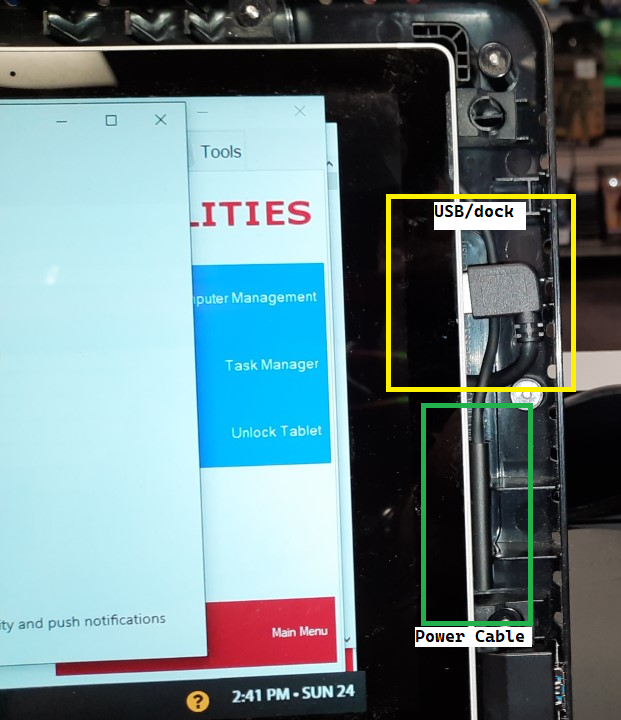 Tools
LITIES
USB/dock
puter Management
Task Manager
Unlock Tablet
ity and push notifications
Main Menu
Power Cable
?
2:41 PM • SUN 24